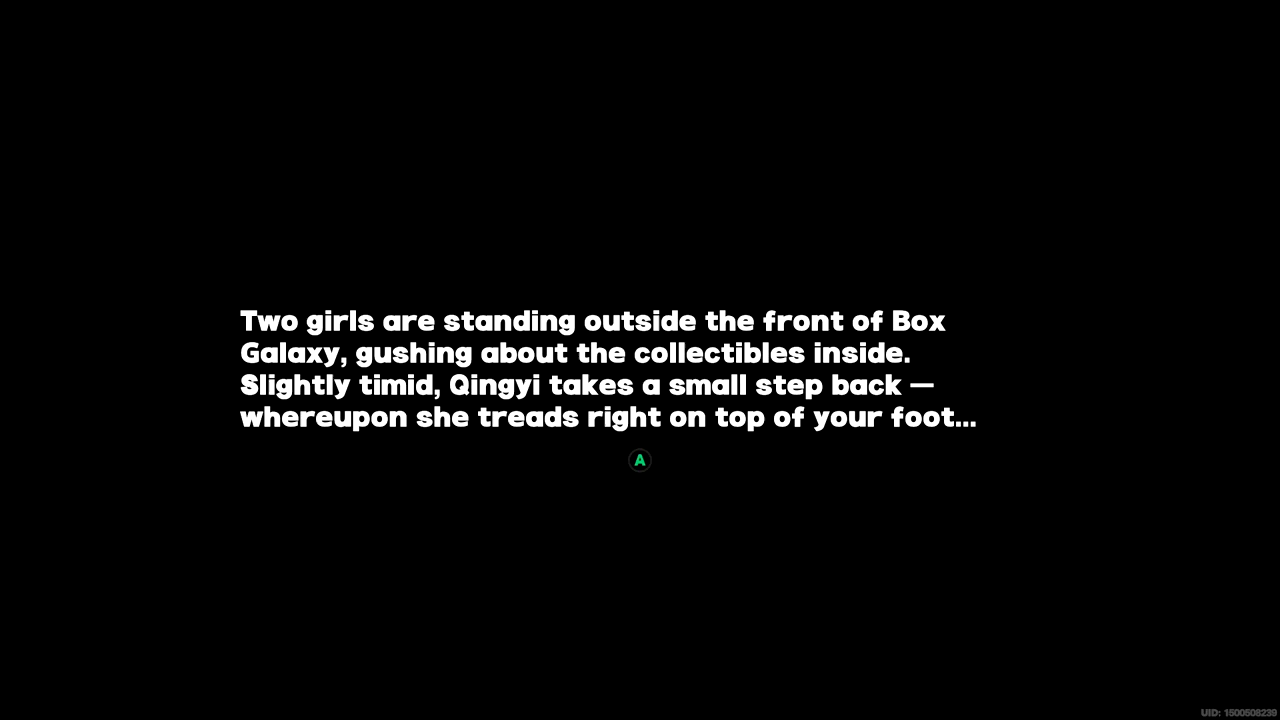 Two girls are standing outside the front of Box
Galaxy, gushing about the collectibles inside.
Slightly timid, Qingyi takes a small step back —
whereupon she treads right on top of your foot...
A
UID: 1500508239